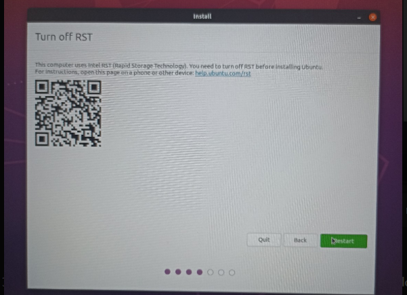 Install
Turn off RST
This computer uses Intel RST (Rapid Storage Technology). You need to turn off RST before installing Ubuntu.
For instructions, open this page on a phone or other device: help.ubuntu.com/rst
Quit
Back
Restart